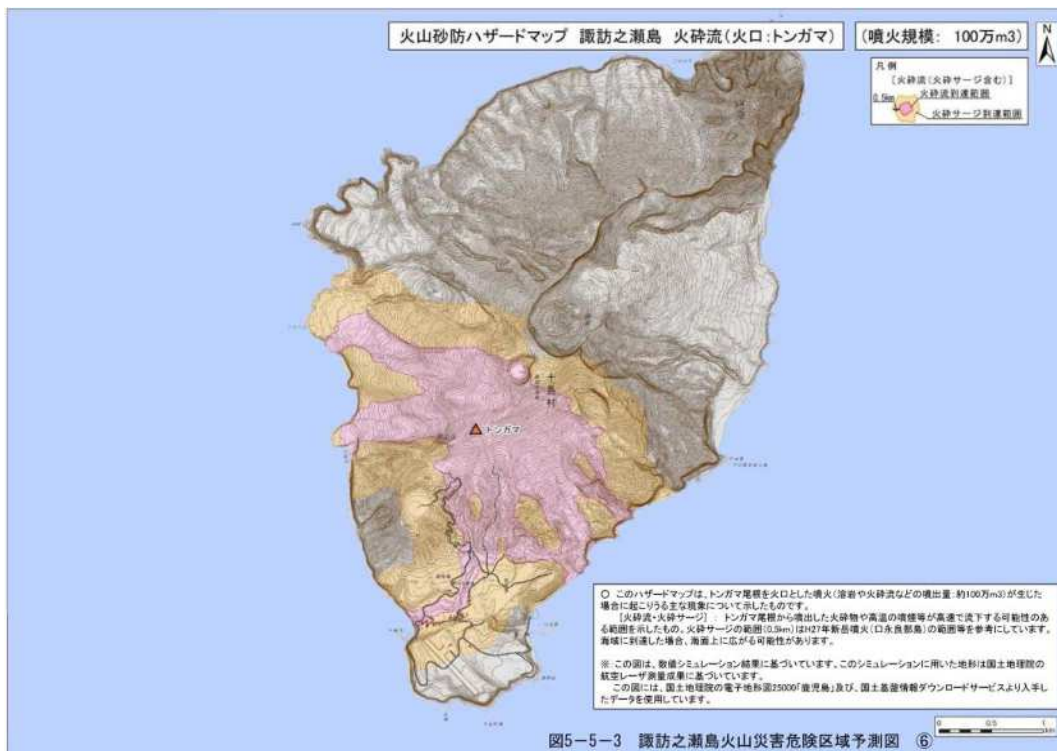 火山砂防ハザードマップ 諏訪之瀬島 火砕流(火口:トンガマ)
(噴火規模: 100万m3)
N
凡例
[火砕流(火砕サージ含む)]
0.5km
火砕流到達範囲
火砕サージ到達範囲
十島村
トンガマ
○ このハザードマップは、トンガマ尾根を火口とした噴火(溶岩や火砕流などの噴出量:約100万m3)が生じた
場合に起こりうる主な現象について示したものです。
[火砕流・火砕サージ] : トンガマ尾根から噴出した火砕物や高温の噴煙等が高速で流下する可能性のあ
る範囲を示したもの。火砕サージの範囲(0.5km)はH27年新岳噴火(口永良部島)の範囲等を参考にしています。
海域に到達した場合、海面上に広がる可能性があります。
※ この図は、数値シミュレーション結果に基づいています。このシミュレーションに用いた地形は国土地理院の
航空レーザ測量成果に基づいています。
この図には、国土地理院の電子地形図25000「鹿児島」及び、国土基盤情報ダウンロードサービスより入手し
たデータを使用しています。
0 0.5 1
図5-5-3 諏訪之瀬島火山災害危険区域予測図 ⑥